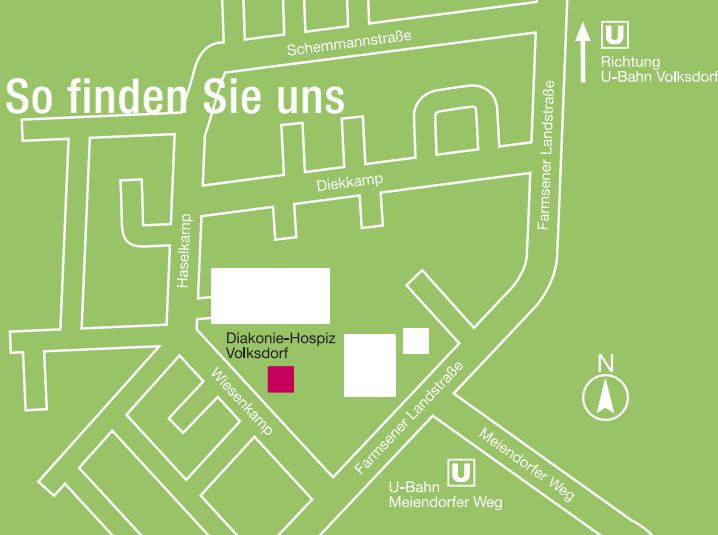 Schemmannstraße
U
Richtung
U-Bahn Volksdorf
So finden Sie uns
Farmsener Landstraße
Diekkamp
Haselkamp
Diakonie-Hospiz
Volksdorf
Wiesenkamp
Farmsener Landstraße
N
Meiendorfer Weg
U
U-Bahn
Meiendorfer Weg